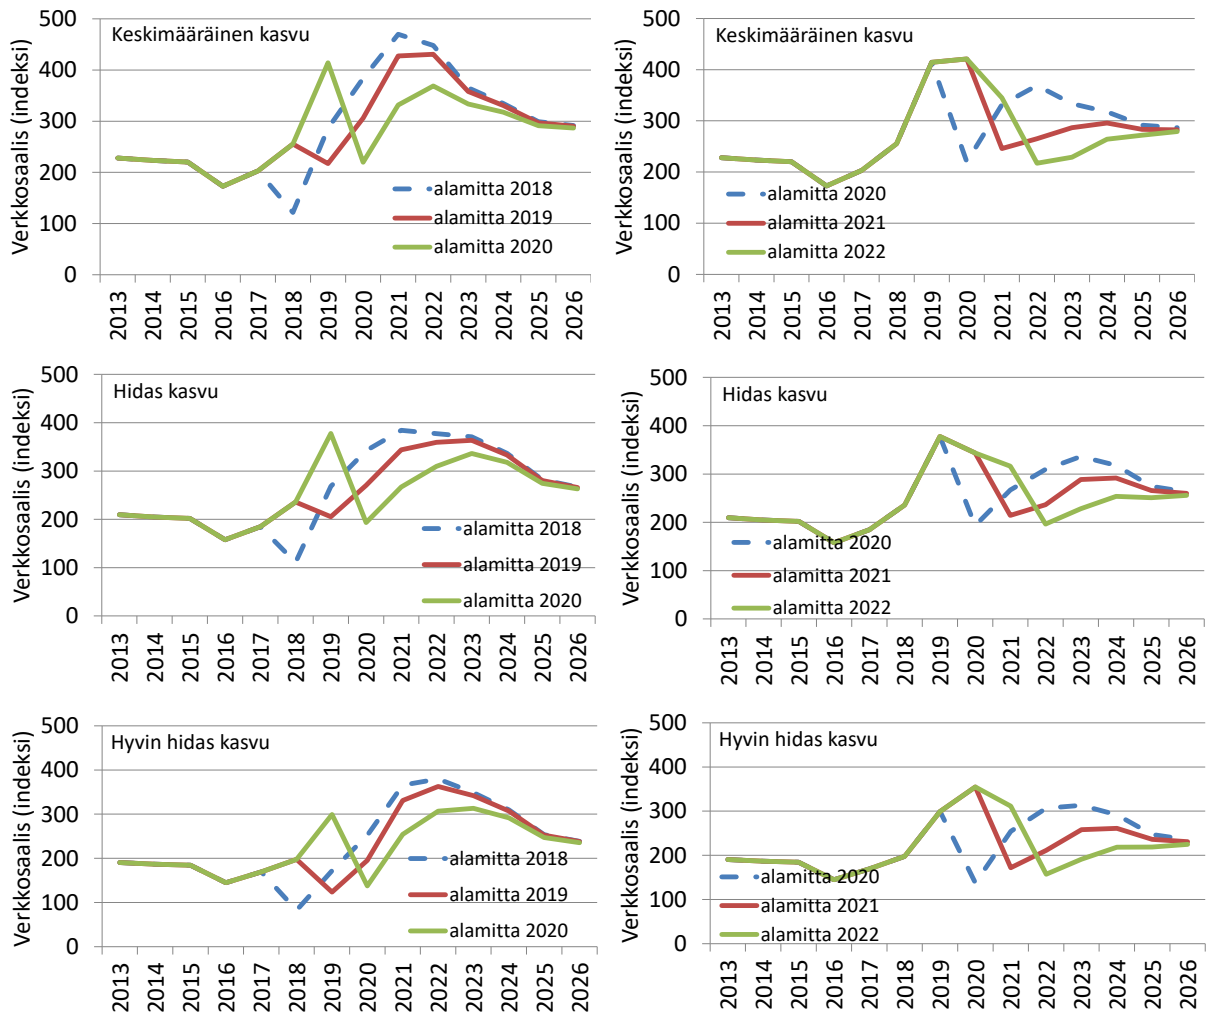 Keskimääräinen kasvu
Verkkosaalis (indeksi)
500
400
300
200
100
0
alamitta 2018
alamitta 2019
alamitta 2020
2013 2014 2015 2016 2017 2018 2019 2020 2021 2022 2023 2024 2025 2026
Keskimääräinen kasvu
Verkkosaalis (indeksi)
500
400
300
200
100
0
alamitta 2020
alamitta 2021
alamitta 2022
2013 2014 2015 2016 2017 2018 2019 2020 2021 2022 2023 2024 2025 2026
Hidas kasvu
Verkkosaalis (indeksi)
500
400
300
200
100
0
alamitta 2018
alamitta 2019
alamitta 2020
2013 2014 2015 2016 2017 2018 2019 2020 2021 2022 2023 2024 2025 2026
Hidas kasvu
Verkkosaalis (indeksi)
500
400
300
200
100
0
alamitta 2020
alamitta 2021
alamitta 2022
2013 2014 2015 2016 2017 2018 2019 2020 2021 2022 2023 2024 2025 2026
Hyvin hidas kasvu
Verkkosaalis (indeksi)
500
400
300
200
100
0
alamitta 2018
alamitta 2019
alamitta 2020
2013 2014 2015 2016 2017 2018 2019 2020 2021 2022 2023 2024 2025 2026
Hyvin hidas kasvu
Verkkosaalis (indeksi)
500
400
300
200
100
0
alamitta 2020
alamitta 2021
alamitta 2022
2013 2014 2015 2016 2017 2018 2019 2020 2021 2022 2023 2024 2025 2026